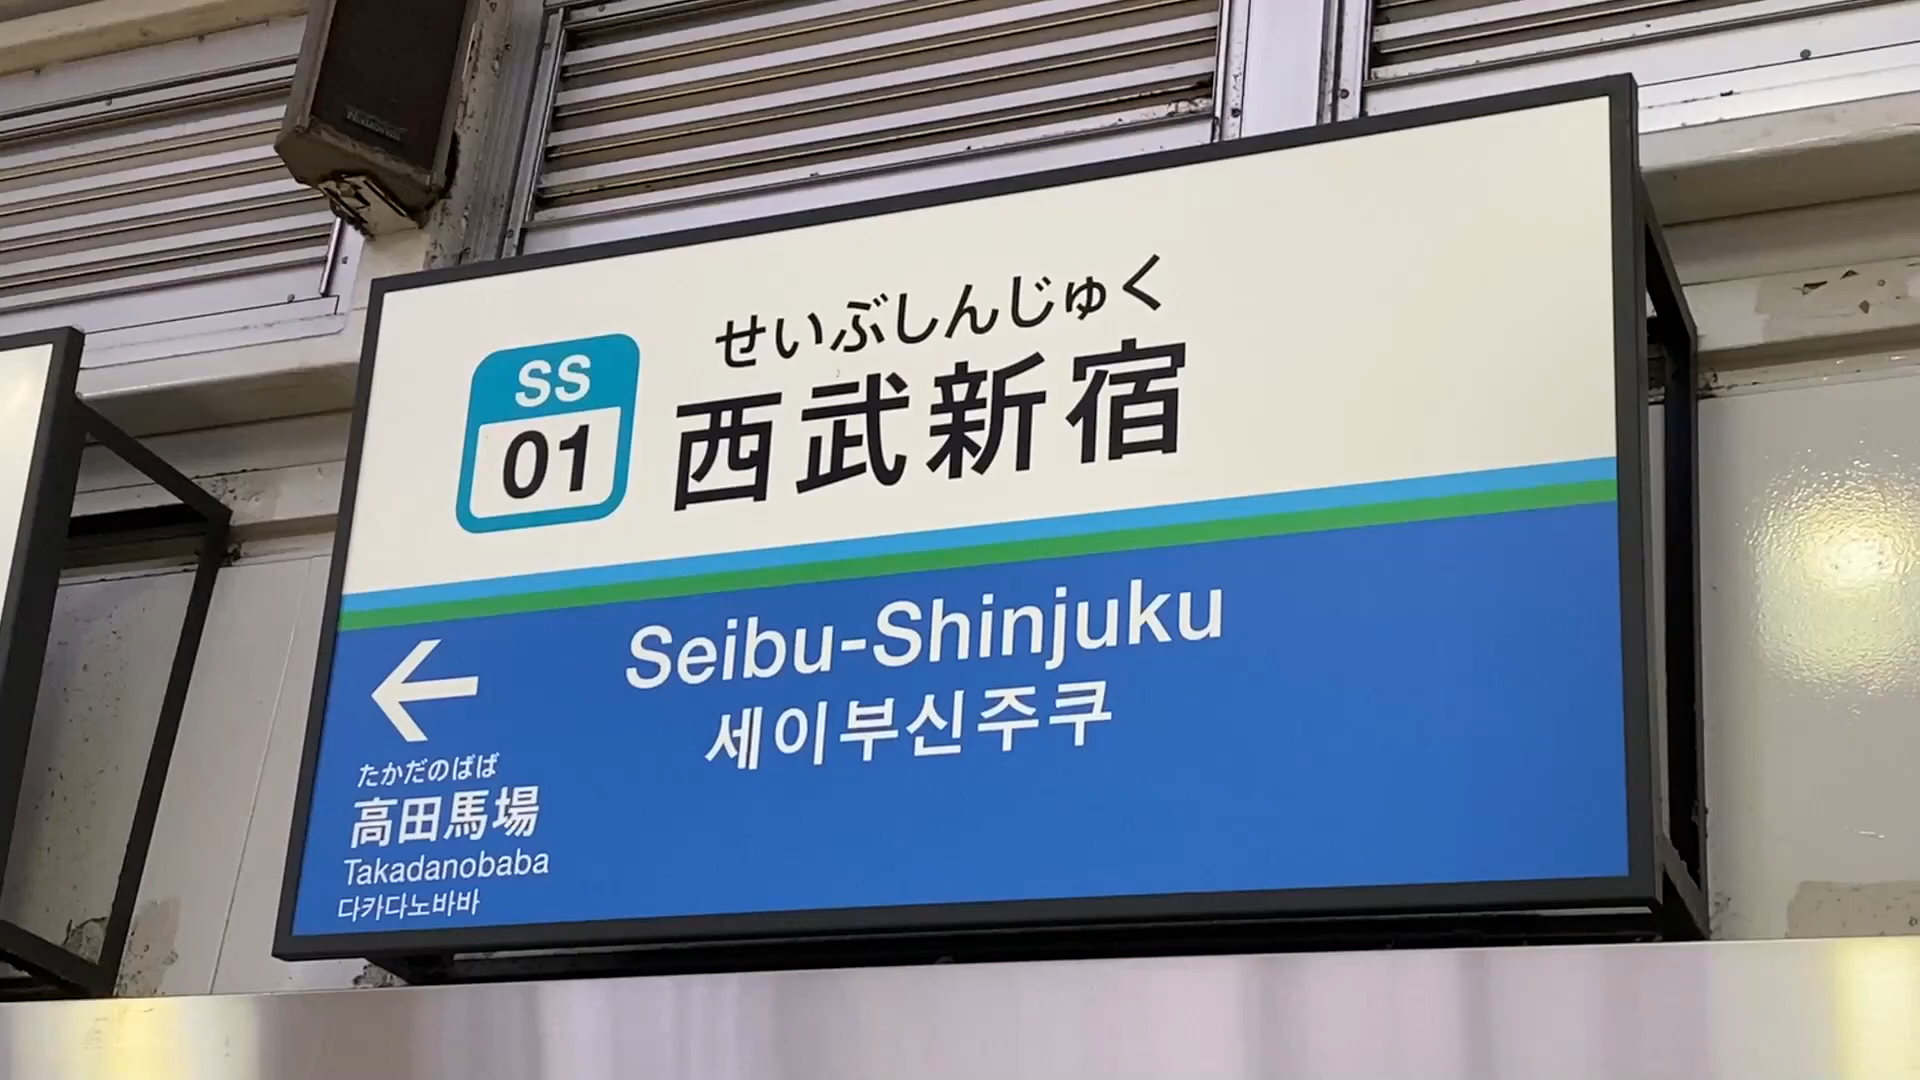 せいぶしんじゅく
SS
01
西武新宿
Seibu-Shinjuku
세이부신주쿠
たかだのばば
高田馬場
Takadanobaba
다카다노바바